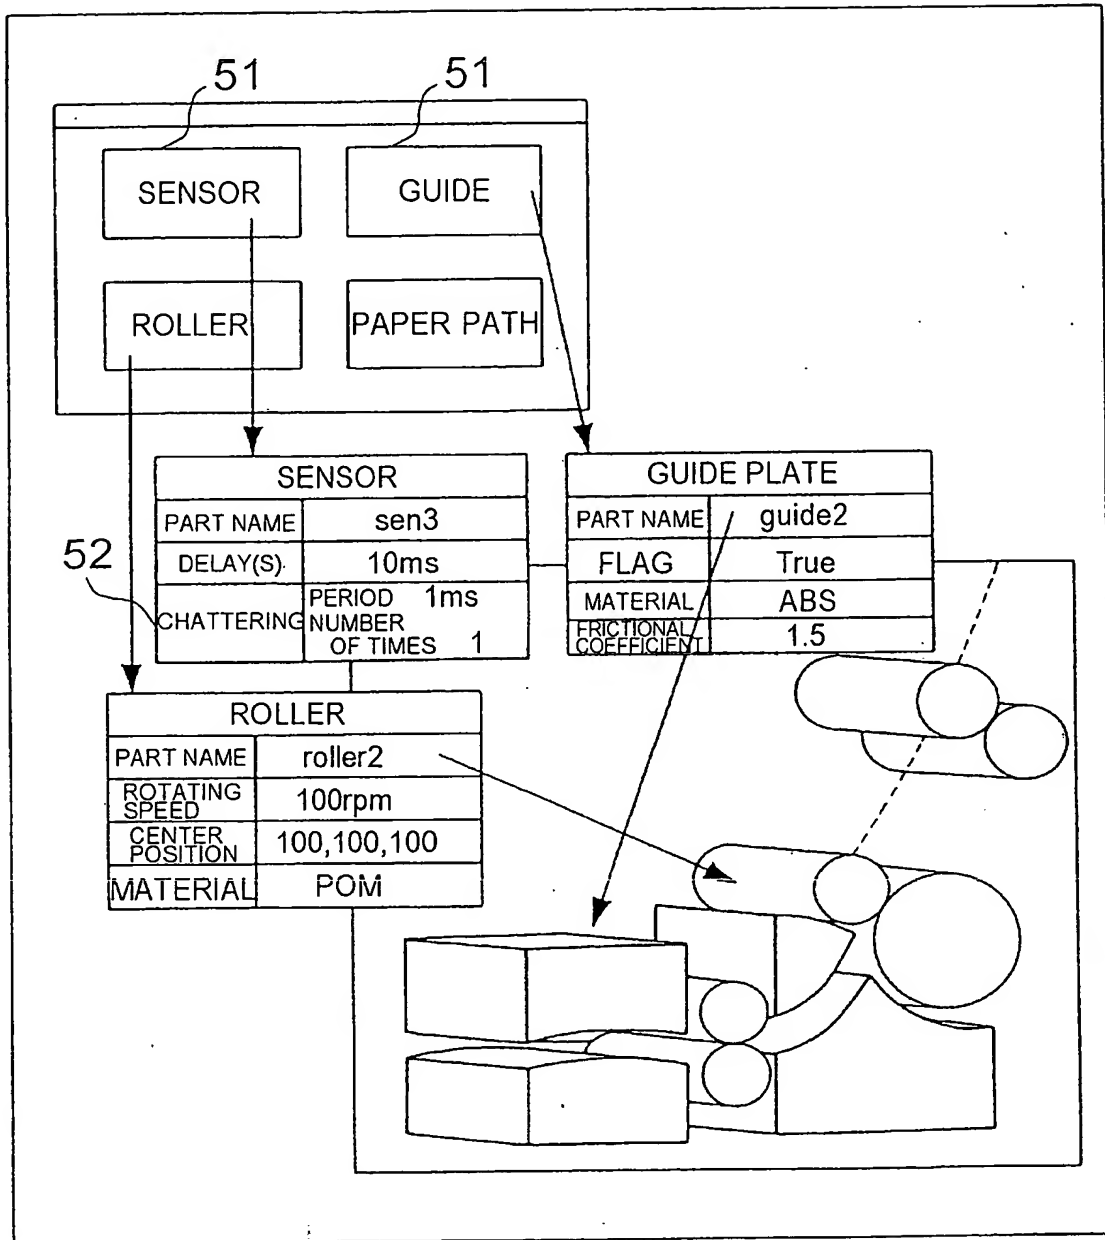 51
51
SENSOR
GUIDE
ROLLER
PAPER PATH
SENSOR
PART NAME
sen3
DELAY(S)
10ms
52
CHATTERING
PERIOD 1ms
NUMBER
OF TIMES 1
GUIDE PLATE
PART NAME
guide2
FLAG
True
MATERIAL
ABS
FRICTIONAL
COEFFICIENT
1.5
ROLLER
PART NAME
roller2
ROTATING
SPEED
100rpm
CENTER
POSITION
100,100,100
MATERIAL
POM